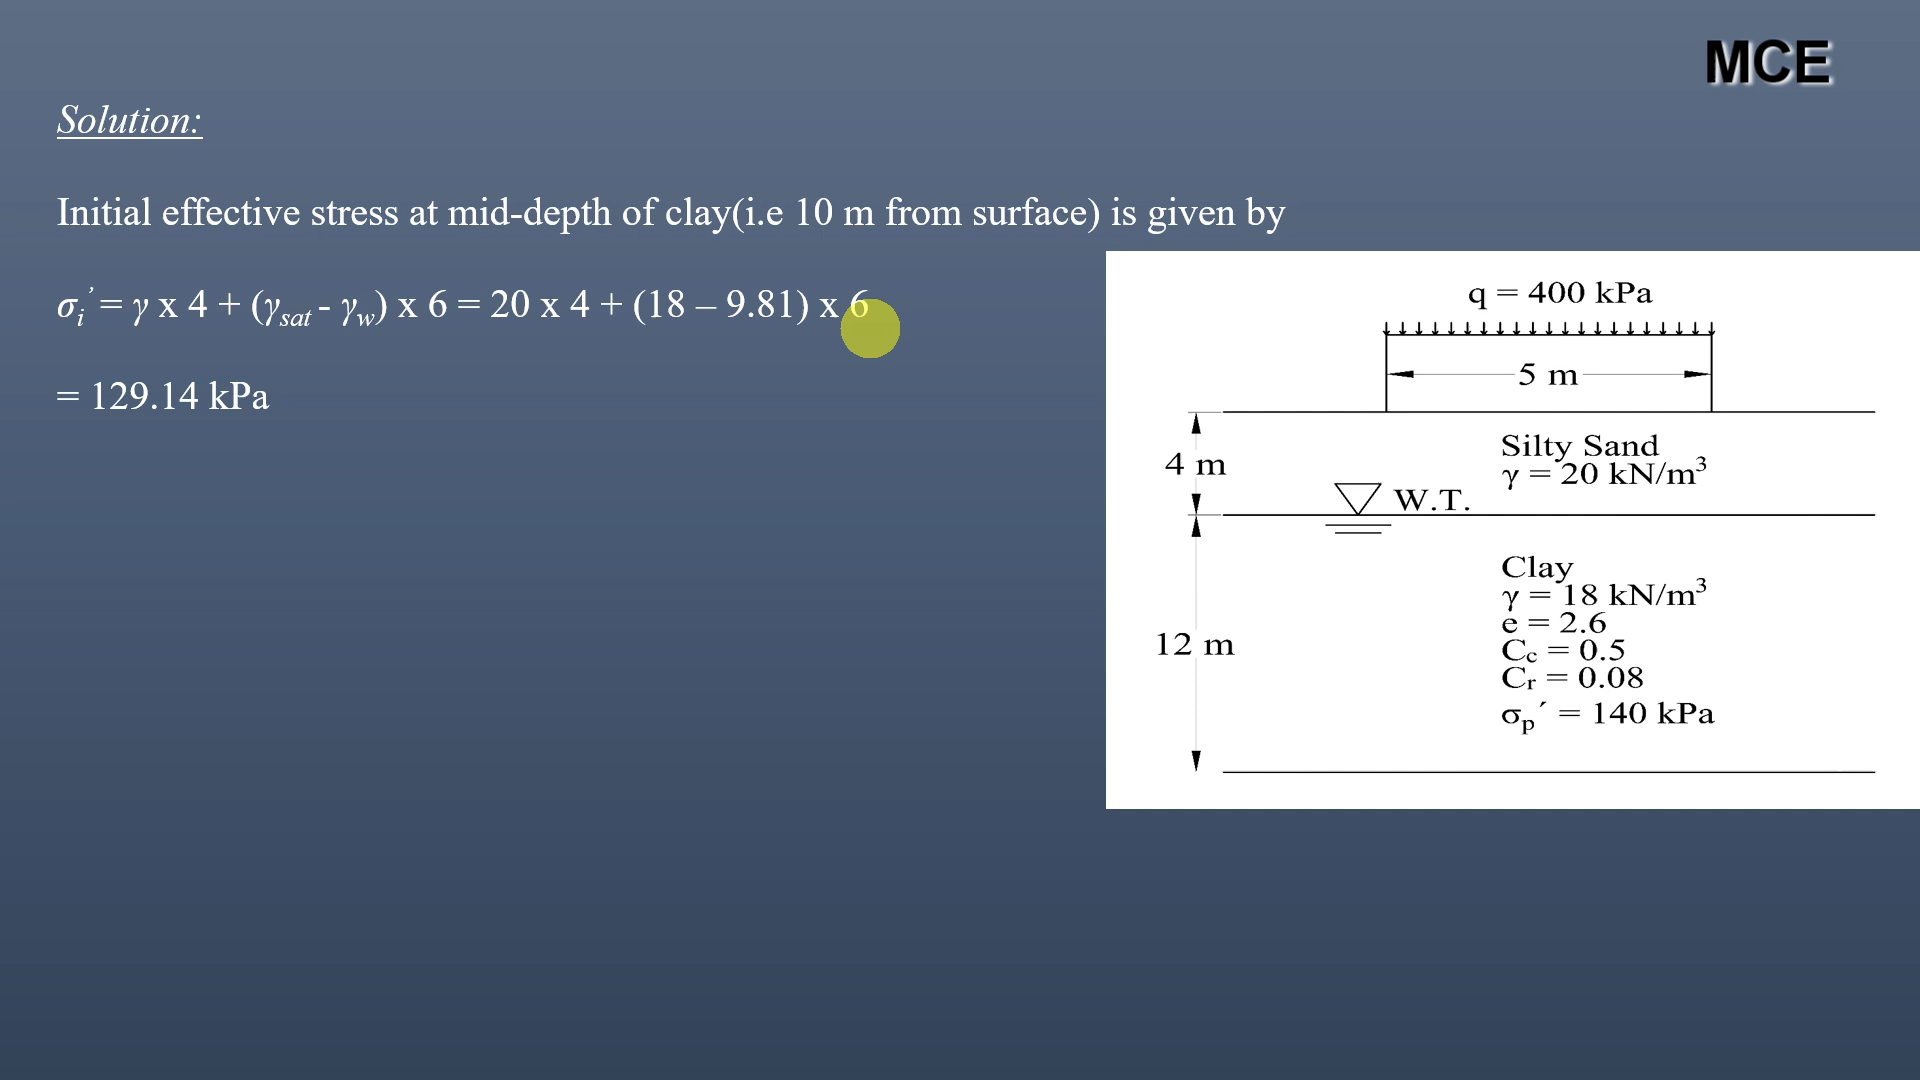 MCE
Solution:
Initial effective stress at mid-depth of clay(i.e 10 m from surface) is given by
σi’ = γ x 4 + (γsat - γw) x 6 = 20 x 4 + (18 – 9.81) x 6
= 129.14 kPa
q = 400 kPa
5 m
4 m
Silty Sand
γ = 20 kN/m³
W.T.
12 m
Clay
γ = 18 kN/m³
e = 2.6
Cc = 0.5
Cr = 0.08
σp´ = 140 kPa